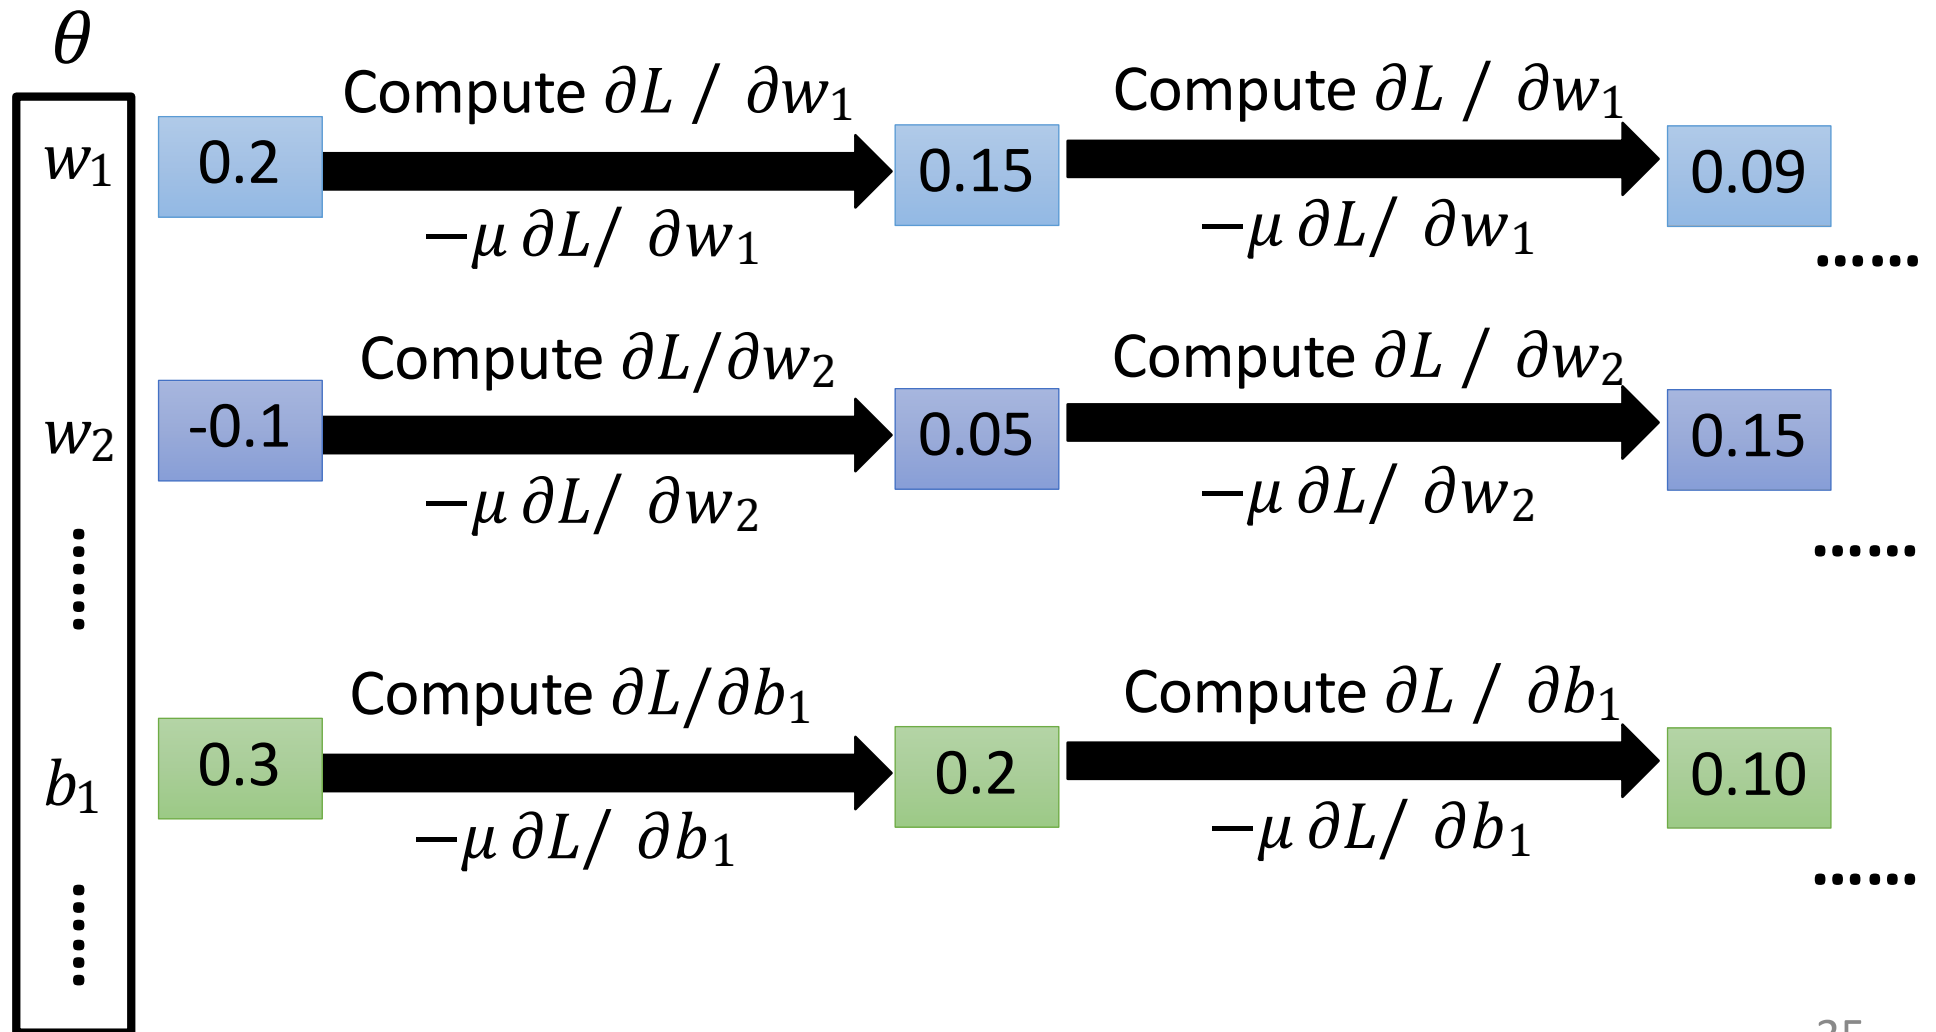 θ
Compute ∂L / ∂w₁ Compute ∂L / ∂w₁
w₁ 0.2 0.15 0.09
−μ ∂L/ ∂w₁ −μ ∂L/ ∂w₁
......
Compute ∂L/∂w₂ Compute ∂L / ∂w₂
w₂ -0.1 0.05 0.15
−μ ∂L/ ∂w₂ −μ ∂L/ ∂w₂
......
Compute ∂L/∂b₁ Compute ∂L / ∂b₁
b₁ 0.3 0.2 0.10
−μ ∂L/ ∂b₁ −μ ∂L/ ∂b₁
......